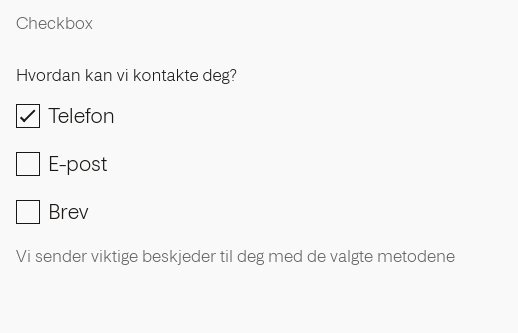 Checkbox
Hvordan kan vi kontakte deg?
Telefon
E-post
Brev
Vi sender viktige beskjeder til deg med de valgte metodene